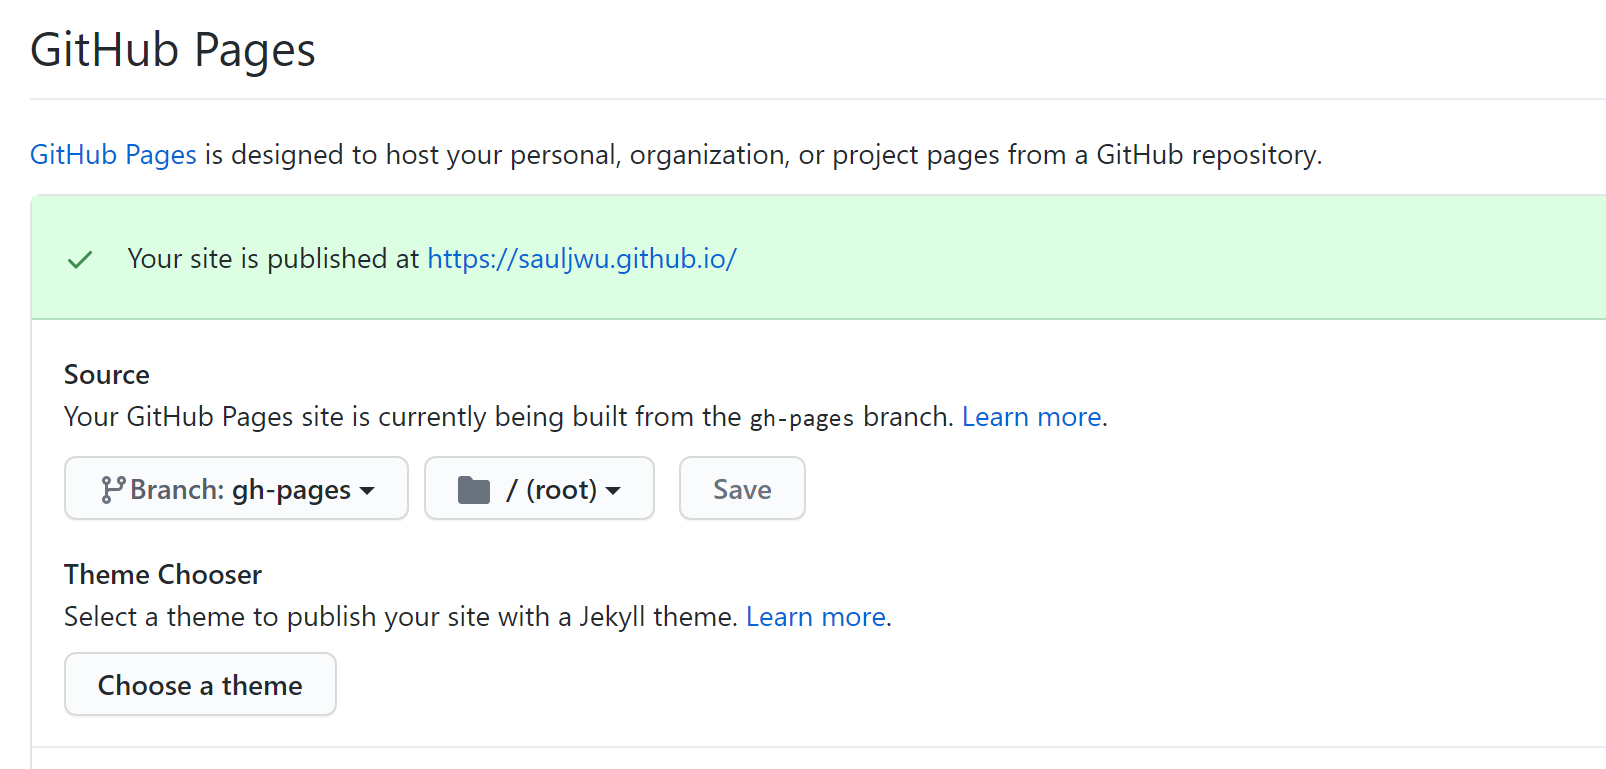 GitHub Pages
GitHub Pages is designed to host your personal, organization, or project pages from a GitHub repository.
Your site is published at https://sauljwu.github.io/
Source
Your GitHub Pages site is currently being built from the gh-pages branch. Learn more.
Branch: gh-pages / (root) Save
Theme Chooser
Select a theme to publish your site with a Jekyll theme. Learn more.
Choose a theme